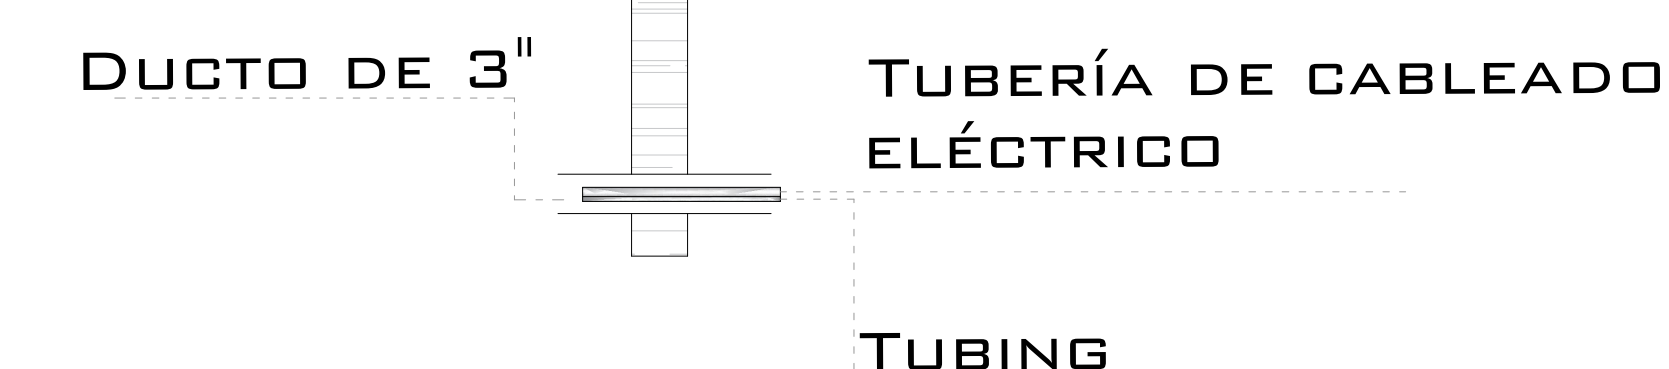 Ducto de 3"
Tubería de cableado
eléctrico
Tubing